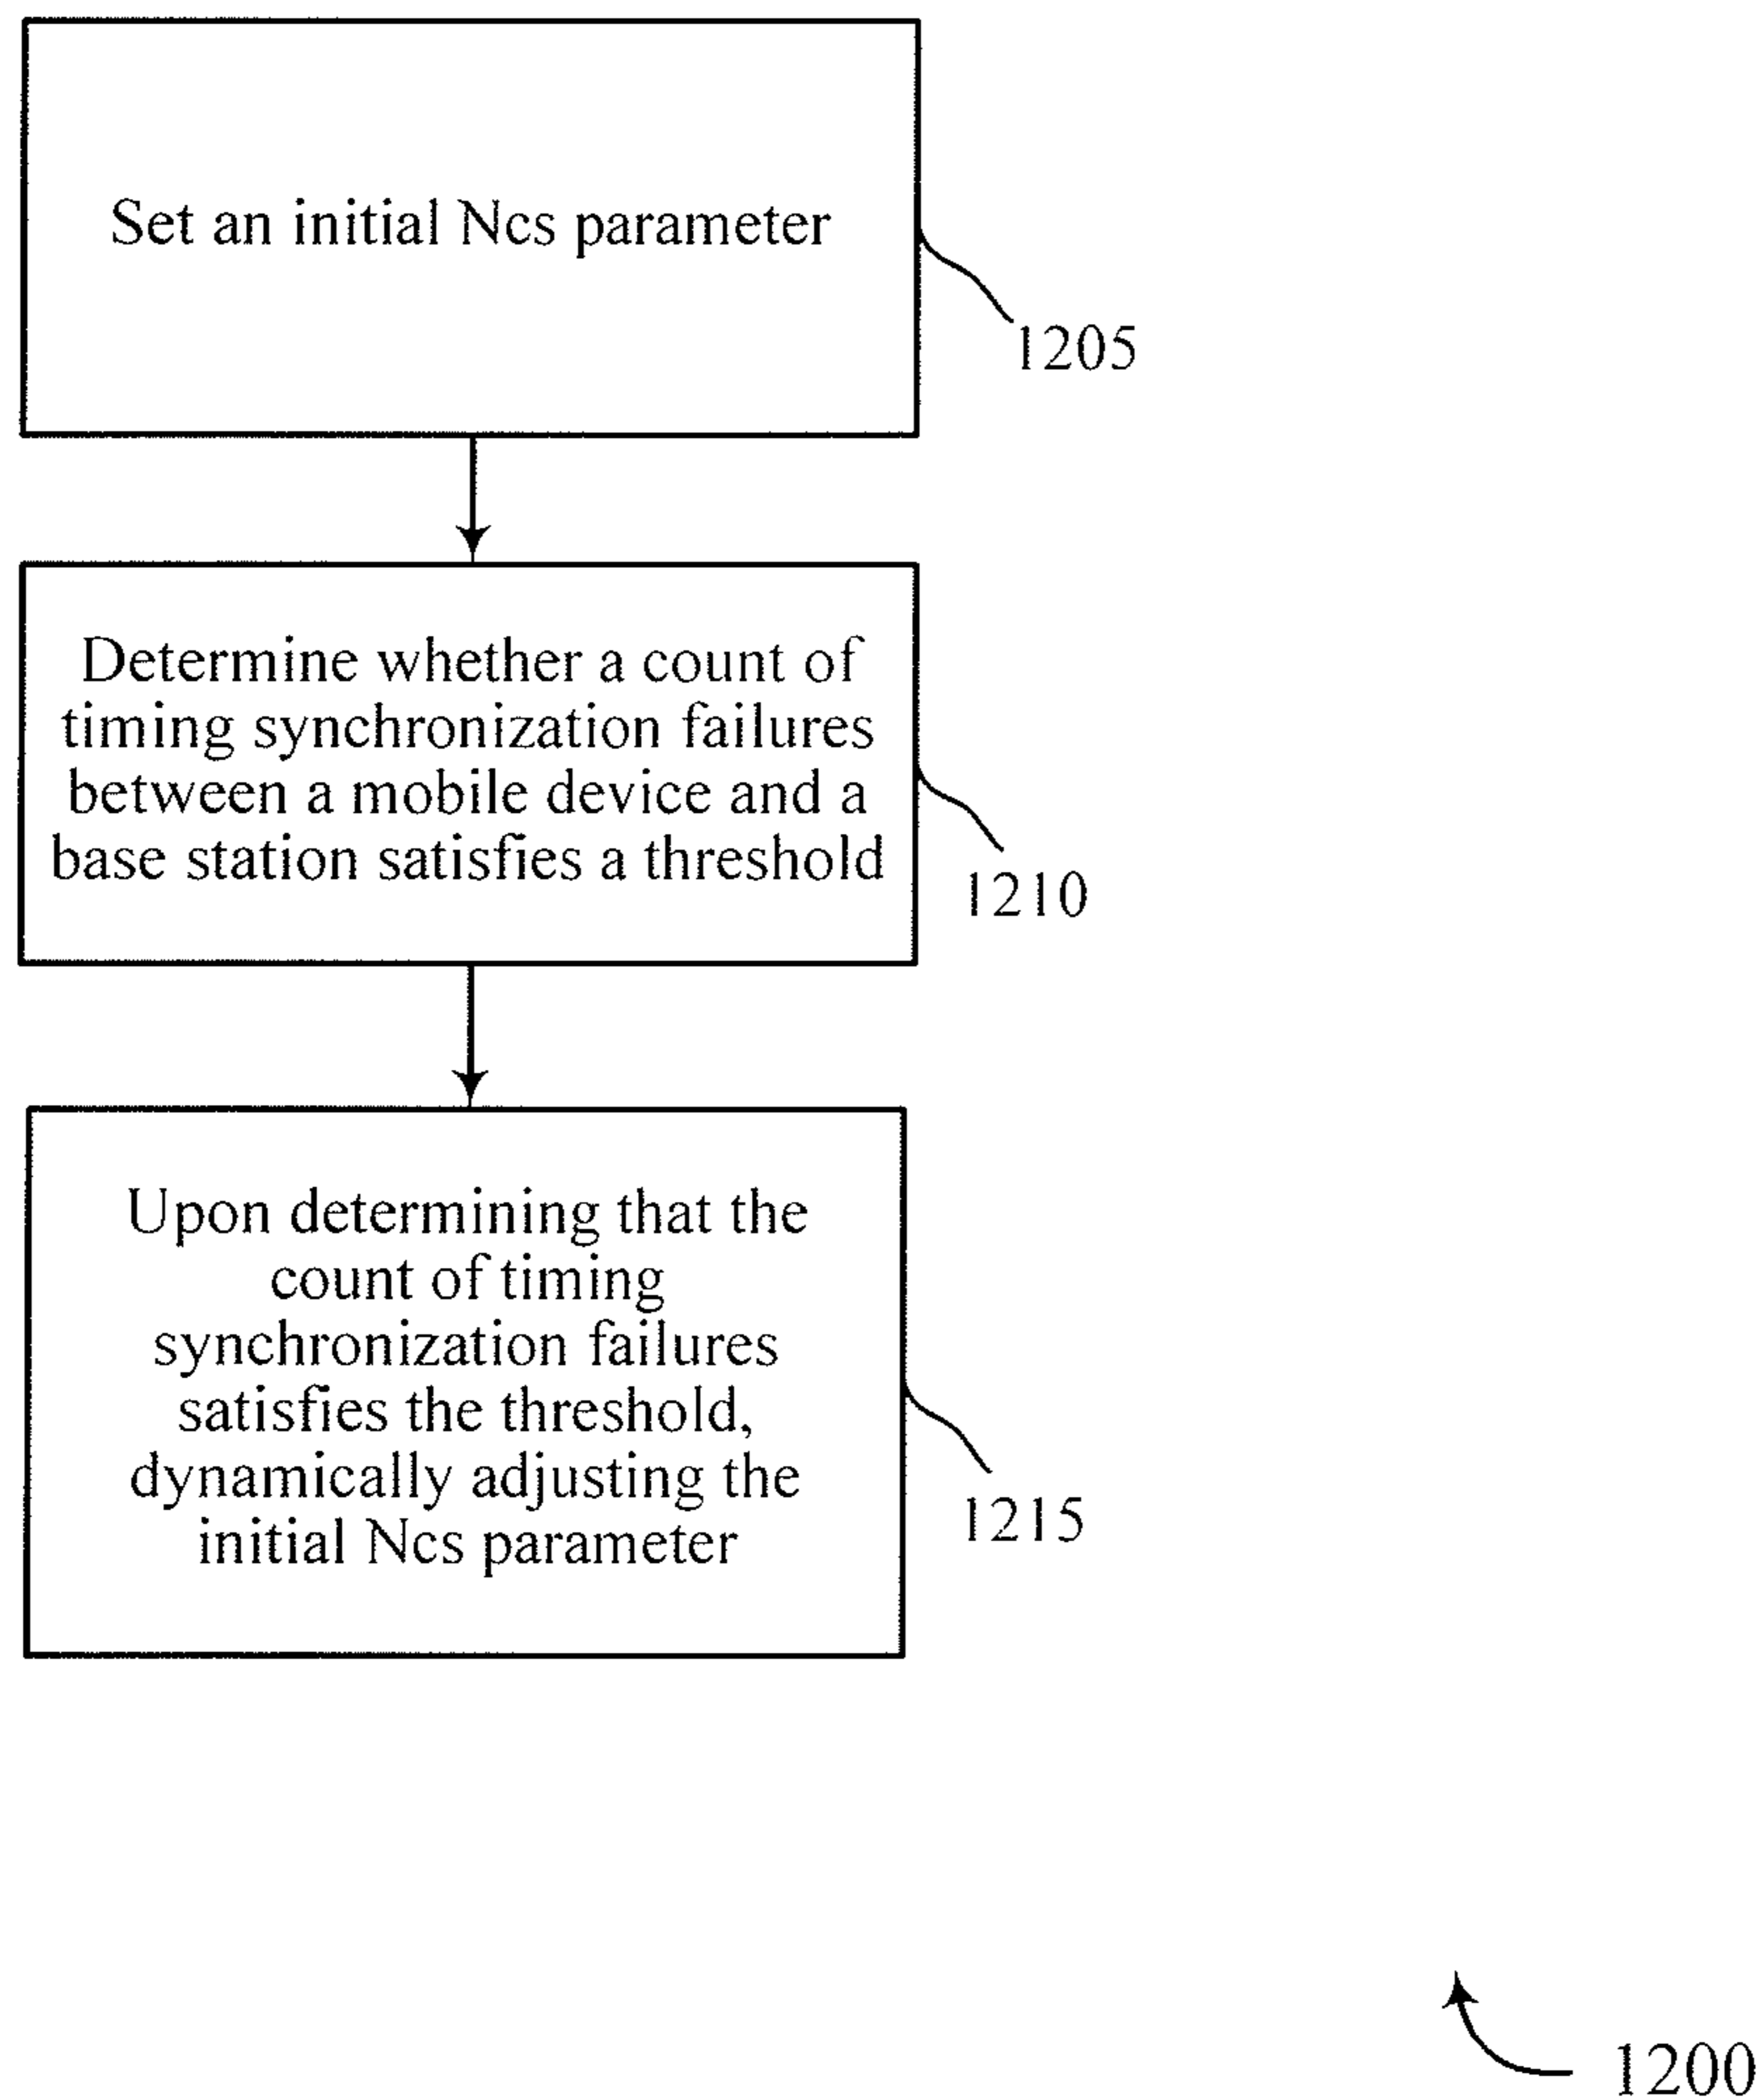 Set an initial Ncs parameter
1205
Determine whether a count of
timing synchronization failures
between a mobile device and a
base station satisfies a threshold
1210
Upon determining that the
count of timing
synchronization failures
satisfies the threshold,
dynamically adjusting the
initial Ncs parameter
1215
1200